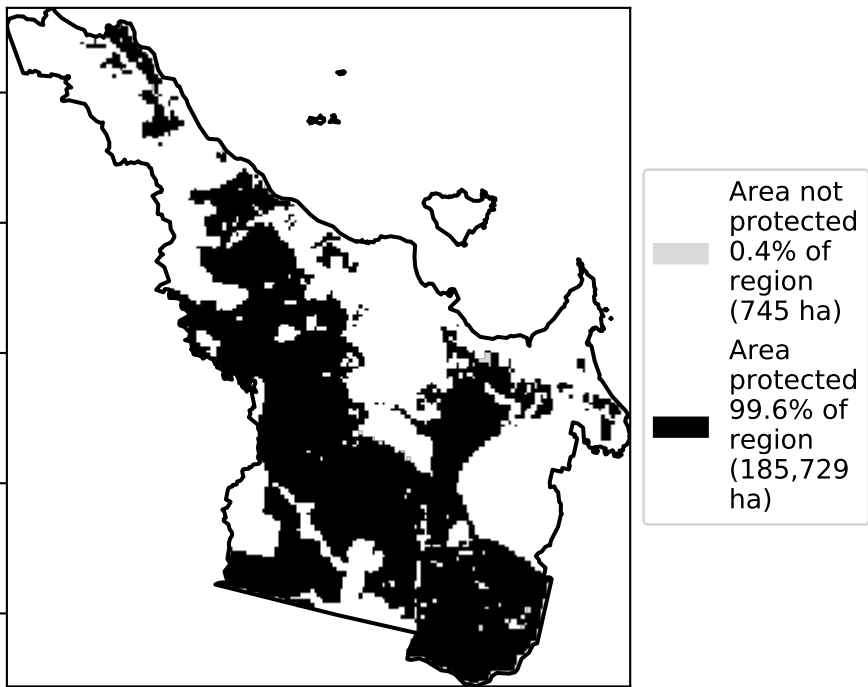 Area not
protected
0.4% of
region
(745 ha)
Area
protected
99.6% of
region
(185,729
ha)